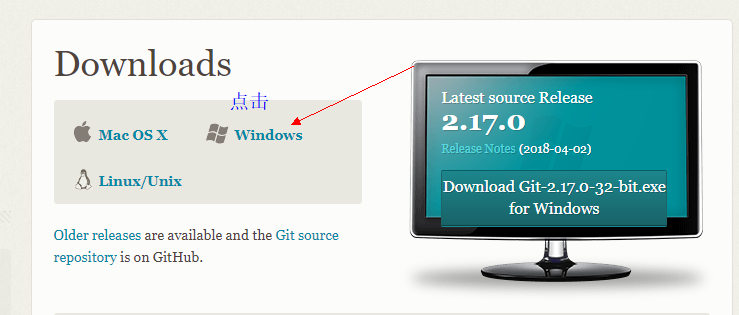 Downloads
点击
Mac OS X
Windows
Linux/Unix
Older releases are available and the Git source
repository is on GitHub.
Latest source Release
2.17.0
Release Notes (2018-04-02)
Download Git-2.17.0-32-bit.exe
for Windows